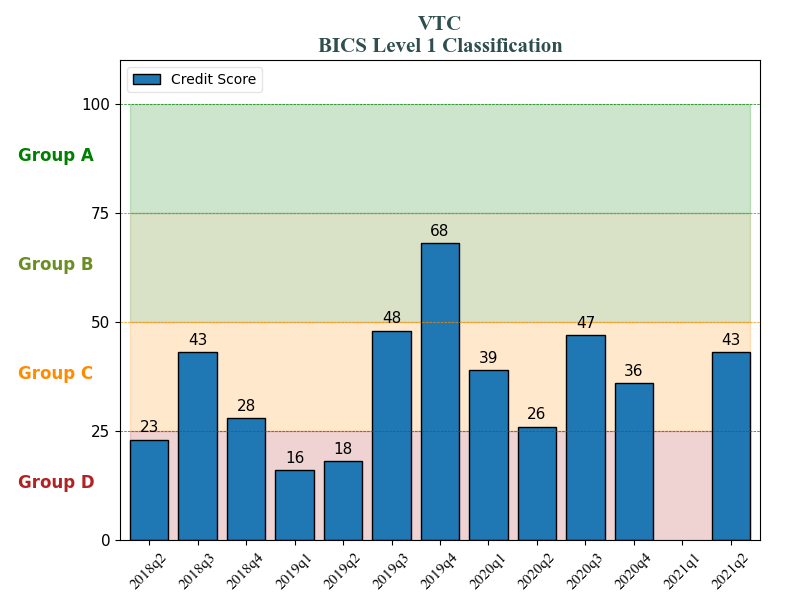 VTC
BICS Level 1 Classification
Credit Score
100
Group A
75
68
Group B
50
48
47
43
43
39
Group C
36
28
26
25
23
18
16
Group D
0
2018q2
2018q3
2018q4
2019q1
2019q2
2019q3
2019q4
2020q1
2020q2
2020q3
2020q4
2021q1
2021q2